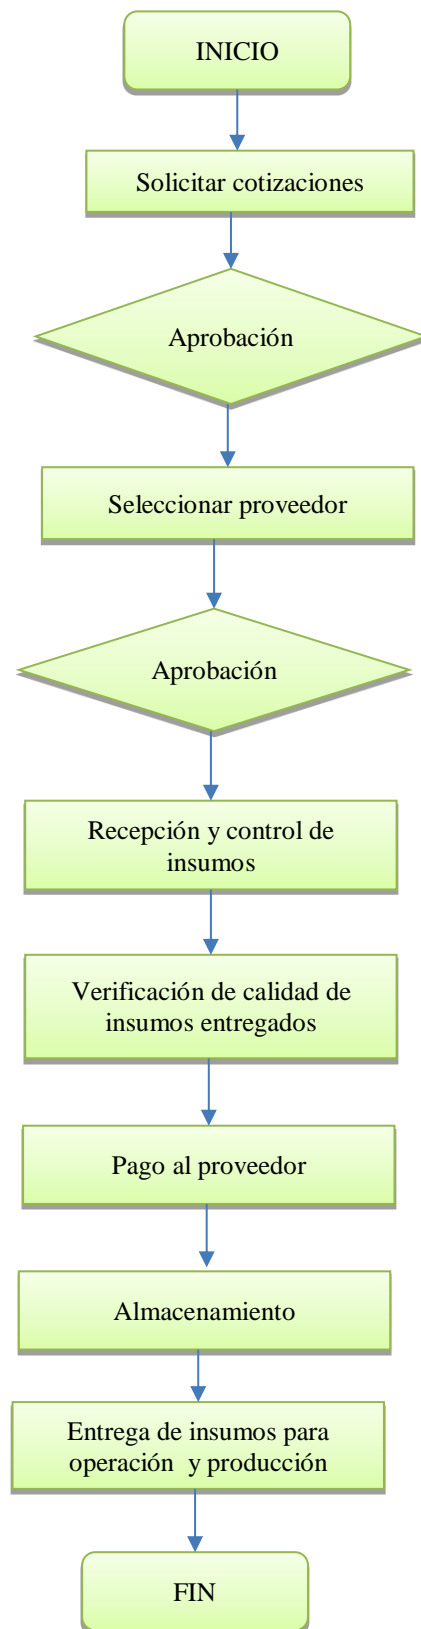 INICIO
Solicitar cotizaciones
Aprobación
Seleccionar proveedor
Aprobación
Recepción y control de
insumos
Verificación de calidad de
insumos entregados
Pago al proveedor
Almacenamiento
Entrega de insumos para
operación y producción
FIN